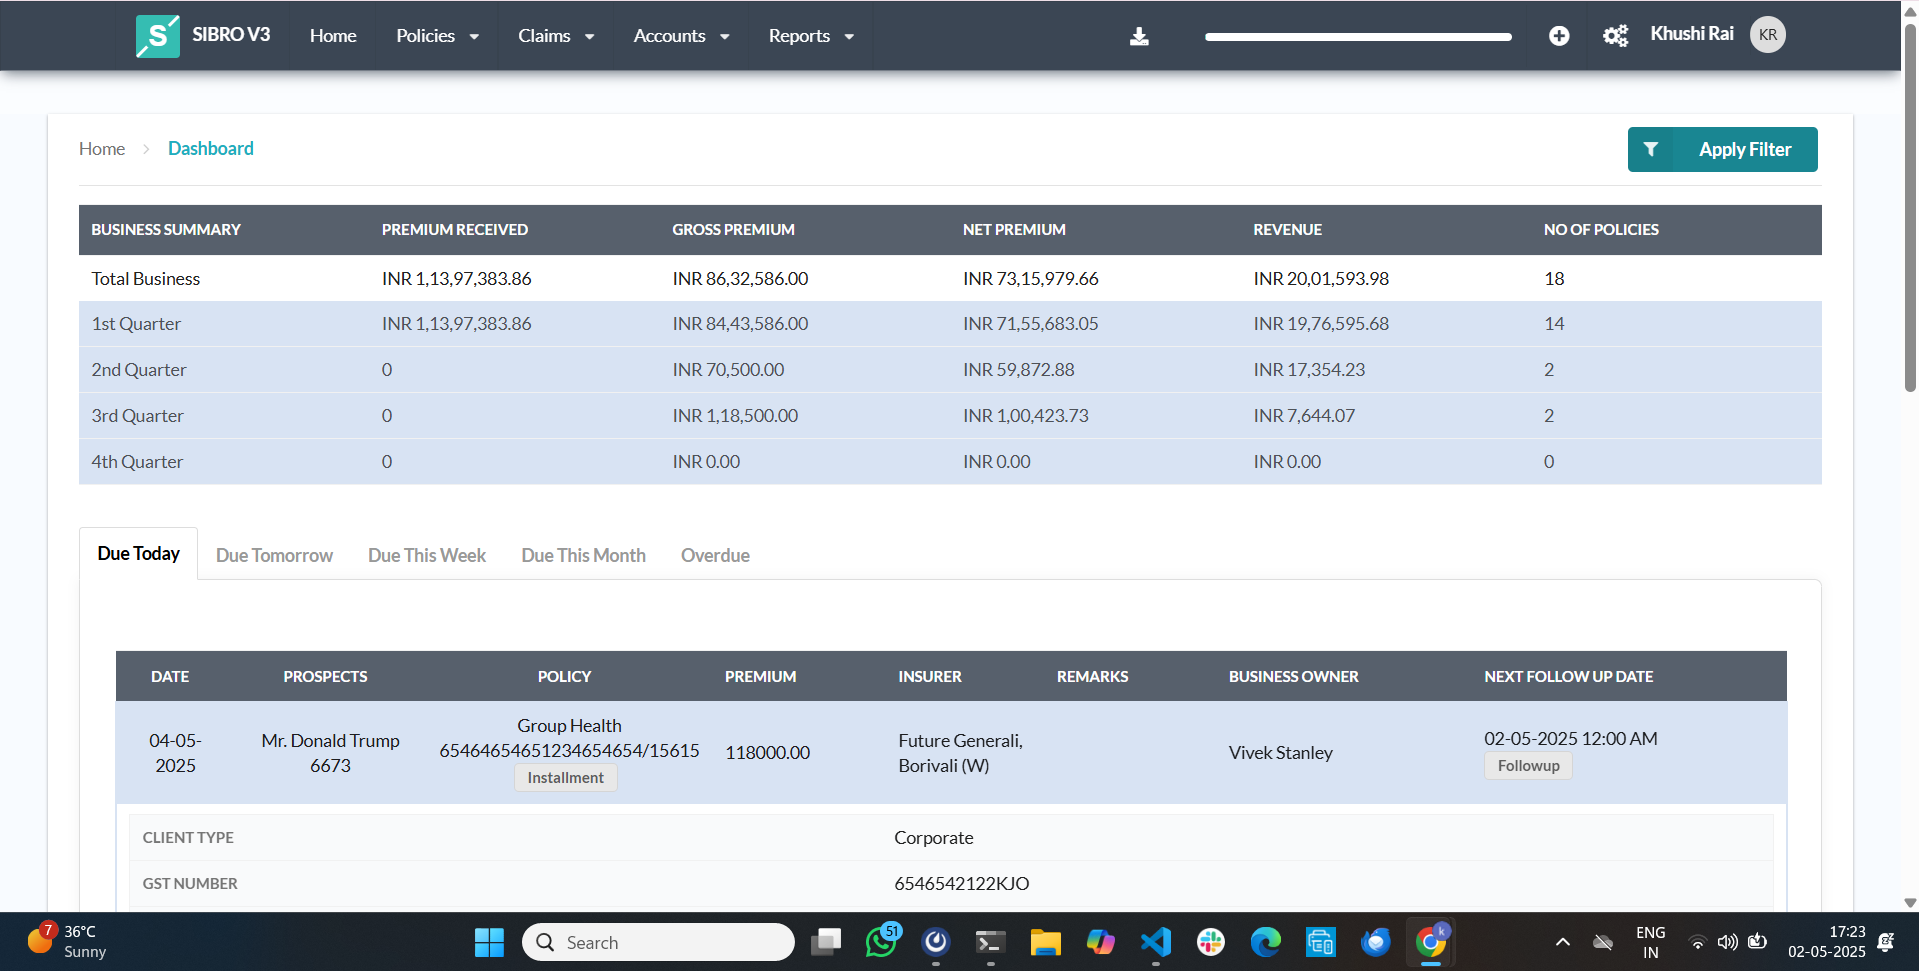 S SIBRO V3 Home Policies Claims Accounts Reports Khushi Rai KR
Home Dashboard Apply Filter
BUSINESS SUMMARY PREMIUM RECEIVED GROSS PREMIUM NET PREMIUM REVENUE NO OF POLICIES
Total Business INR 1,13,97,383.86 INR 86,32,586.00 INR 73,15,979.66 INR 20,01,593.98 18
1st Quarter INR 1,13,97,383.86 INR 84,43,586.00 INR 71,55,683.05 INR 19,76,595.68 14
2nd Quarter 0 INR 70,500.00 INR 59,872.88 INR 17,354.23 2
3rd Quarter 0 INR 1,18,500.00 INR 1,00,423.73 INR 7,644.07 2
4th Quarter 0 INR 0.00 INR 0.00 INR 0.00 0
Due Today Due Tomorrow Due This Week Due This Month Overdue
DATE PROSPECTS POLICY PREMIUM INSURER REMARKS BUSINESS OWNER NEXT FOLLOW UP DATE
04-05-
2025
Mr. Donald Trump
6673
Group Health
65464654651234654654/15615
Installment
118000.00
Future Generali,
Borivali (W)
Vivek Stanley
02-05-2025 12:00 AM
Followup
CLIENT TYPE Corporate
GST NUMBER 6546542122KJO
7
36°C
Sunny
Search
51
k
ENG
IN
17:23
02-05-2025